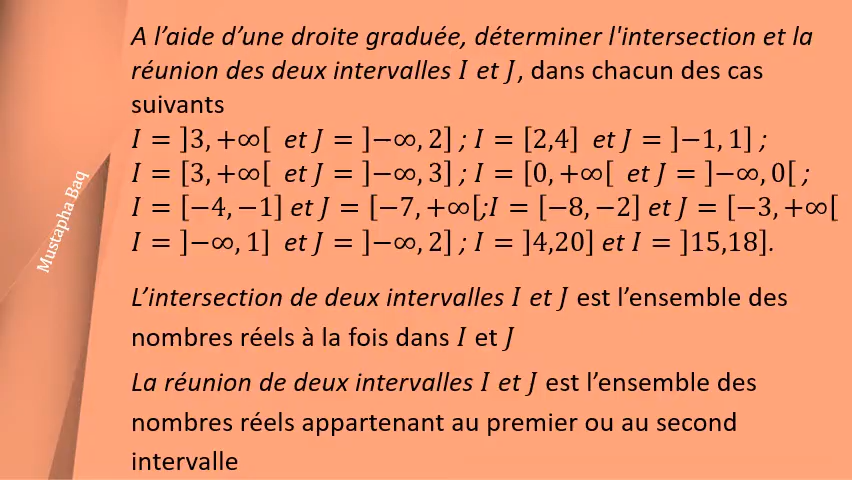 A l’aide d’une droite graduée, déterminer l'intersection et la
réunion des deux intervalles I et J, dans chacun des cas
suivants
I = ]3, +∞[ et J = ]−∞, 2] ; I = [2,4] et J = ]−1, 1] ;
I = [3, +∞[ et J = ]−∞, 3] ; I = [0, +∞[ et J = ]−∞, 0[ ;
I = [−4, −1] et J = [−7, +∞[;I = [−8, −2] et J = [−3, +∞[
I = ]−∞, 1] et J = ]−∞, 2] ; I = ]4,20] et I = ]15,18].
L’intersection de deux intervalles I et J est l’ensemble des
nombres réels à la fois dans I et J
La réunion de deux intervalles I et J est l’ensemble des
nombres réels appartenant au premier ou au second
intervalle
Mustapha Baq